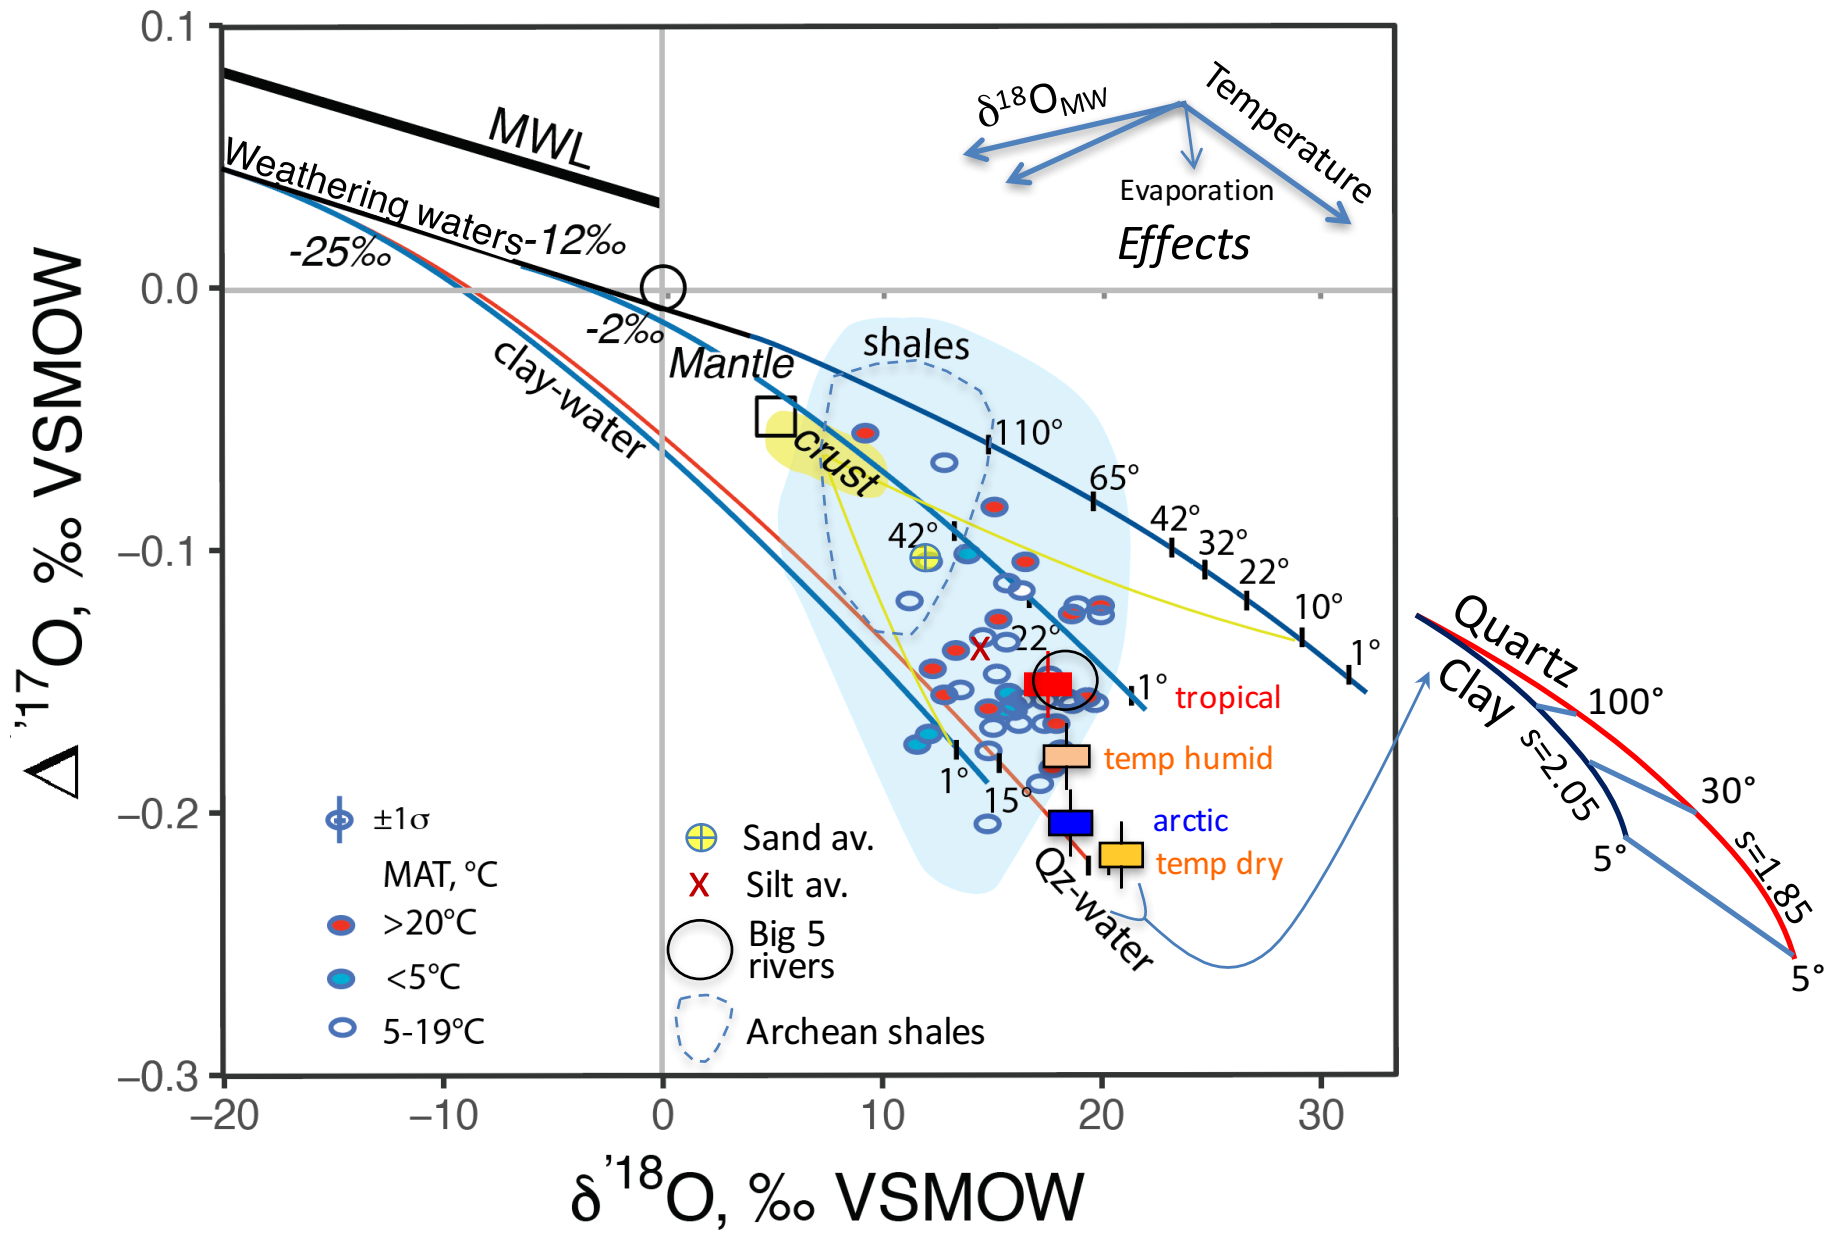 0.1
0.0
−0.1
−0.2
−0.3
−20
−10
0
10
20
30
Δ'17O, ‰ VSMOW
δ'18O, ‰ VSMOW
MWL
Weathering waters
-12‰
-25‰
-2‰
Mantle
clay-water
crust
shales
δ18OMW
Temperature
Evaporation
Effects
110°
65°
42°
32°
22°
10°
1°
42°
22°
1°
tropical
temp humid
arctic
temp dry
1°
15°
Qz-water
±1σ
MAT, °C
>20°C
<5°C
5-19°C
Sand av.
X Silt av.
Big 5
rivers
Archean shales
X
Quartz
Clay
100°
s=2.05
30°
5°
s=1.85
5°